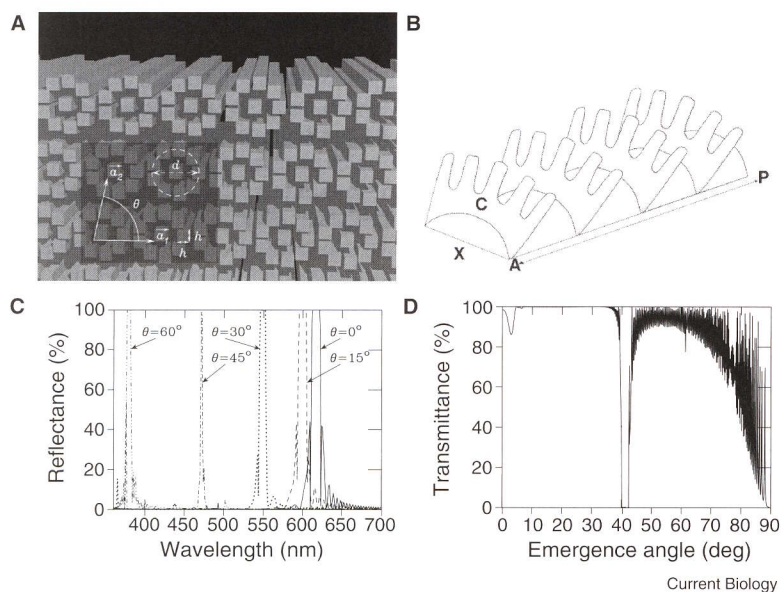 A
d
a₂
θ
a₁
h
h
B
C
X
A
P
C
100
80
60
40
20
0
θ=60°
θ=30°
θ=0°
θ=45°
θ=15°
Reflectance (%)
400 450 500 550 600 650 700
Wavelength (nm)
D
100
80
60
40
20
0
Transmittance (%)
0 10 20 30 40 50 60 70 80 90
Emergence angle (deg)
Current Biology